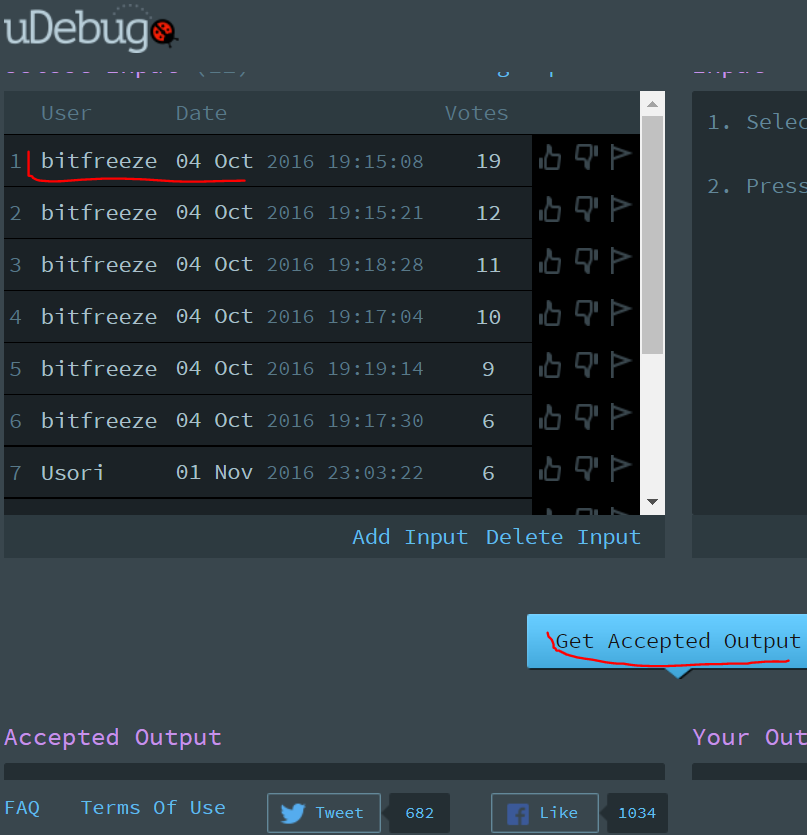 uDebug
User Date Votes
1 bitfreeze 04 Oct 2016 19:15:08 19
2 bitfreeze 04 Oct 2016 19:15:21 12
3 bitfreeze 04 Oct 2016 19:18:28 11
4 bitfreeze 04 Oct 2016 19:17:04 10
5 bitfreeze 04 Oct 2016 19:19:14 9
6 bitfreeze 04 Oct 2016 19:17:30 6
7 Usori 01 Nov 2016 23:03:22 6
Add Input Delete Input
1. Selec
2. Press
Get Accepted Output
Accepted Output
Your Out
FAQ Terms Of Use Tweet 682 Like 1034